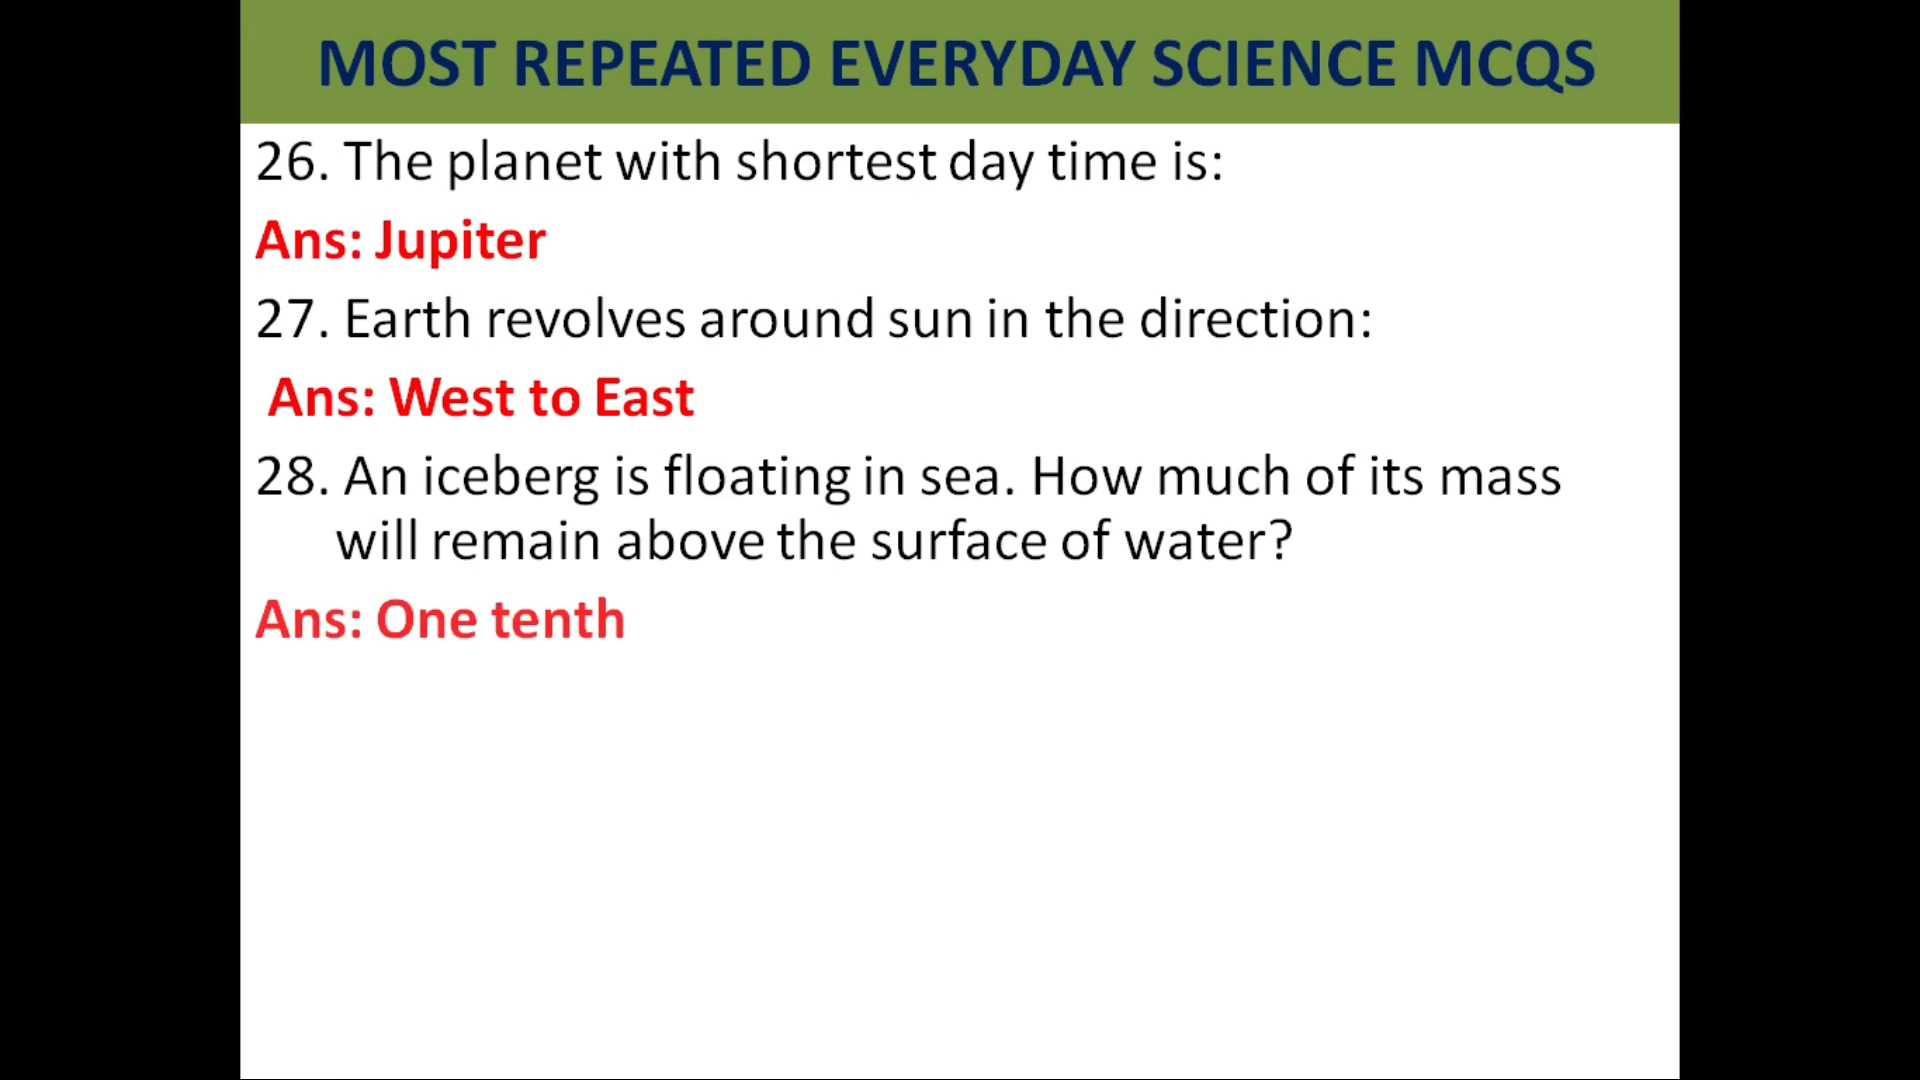 MOST REPEATED EVERYDAY SCIENCE MCQS
26. The planet with shortest day time is:
Ans: Jupiter
27. Earth revolves around sun in the direction:
Ans: West to East
28. An iceberg is floating in sea. How much of its mass
will remain above the surface of water?
Ans: One tenth